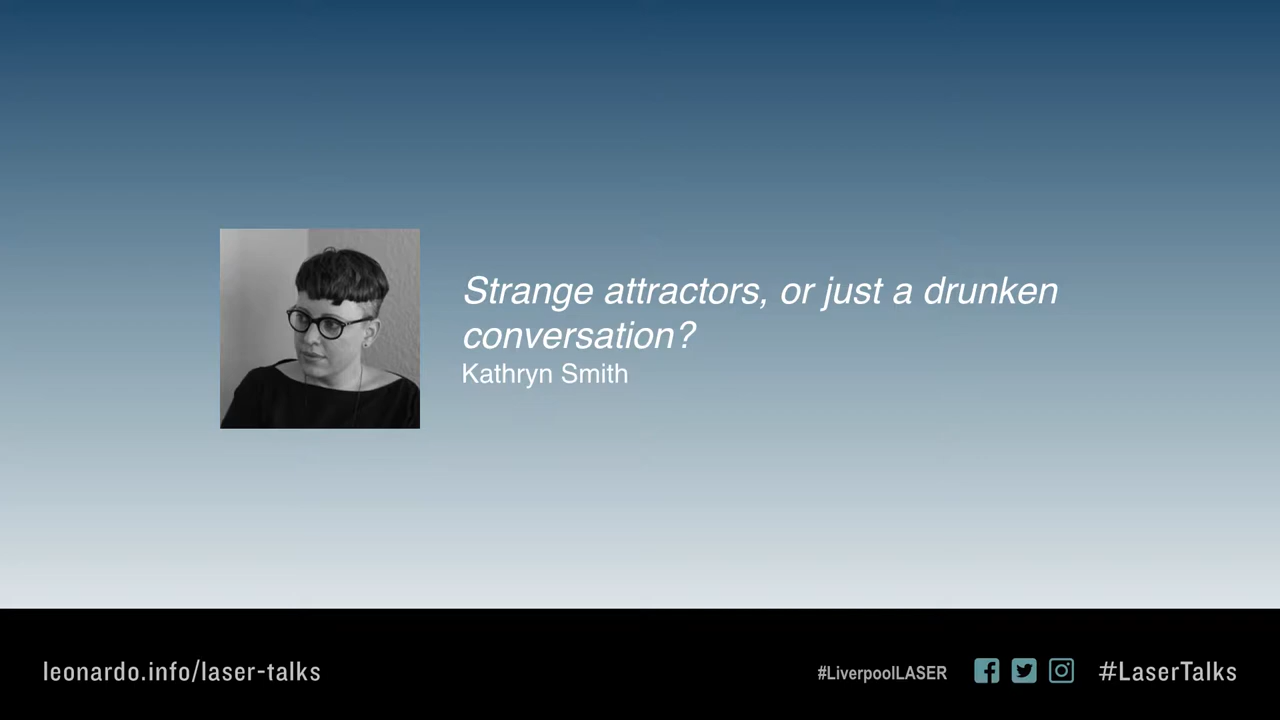 Strange attractors, or just a drunken
conversation?
Kathryn Smith
leonardo.info/laser-talks
#LiverpoolLASER
#LaserTalks